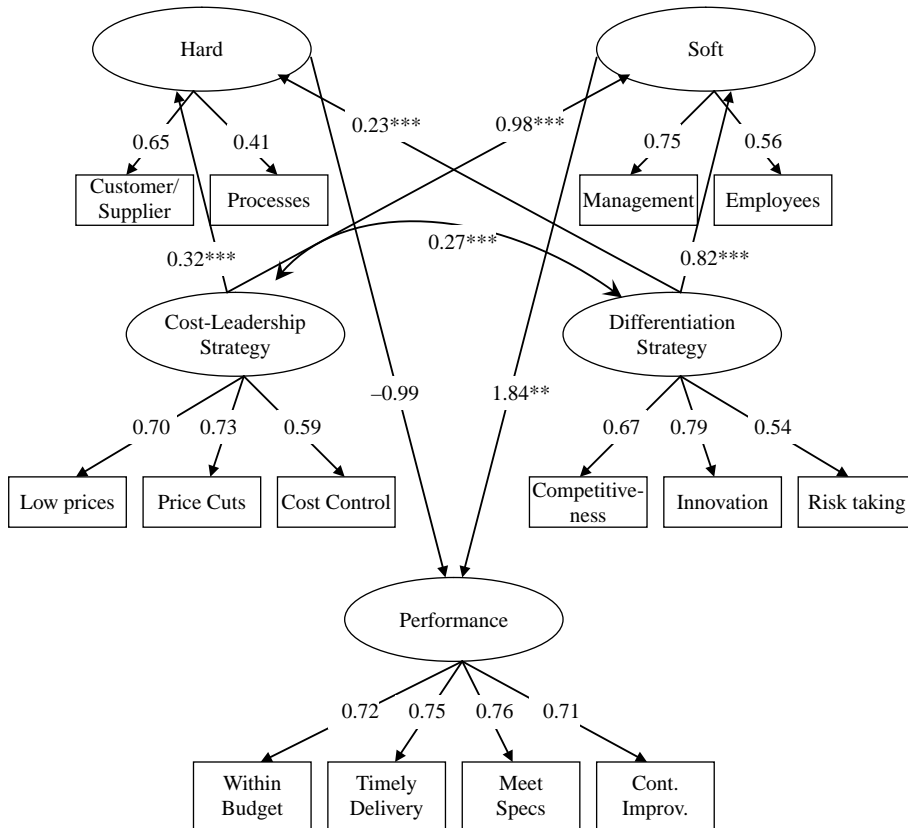 Hard
Soft
0.23***
0.98***
0.65
0.41
0.75
0.56
Customer/
Supplier
Processes
Management
Employees
0.32***
0.27***
0.82***
Cost-Leadership
Strategy
Differentiation
Strategy
–0.99
1.84**
0.70
0.73
0.59
0.67
0.79
0.54
Low prices
Price Cuts
Cost Control
Competitive-
ness
Innovation
Risk taking
Performance
0.72
0.75
0.76
0.71
Within
Budget
Timely
Delivery
Meet
Specs
Cont.
Improv.